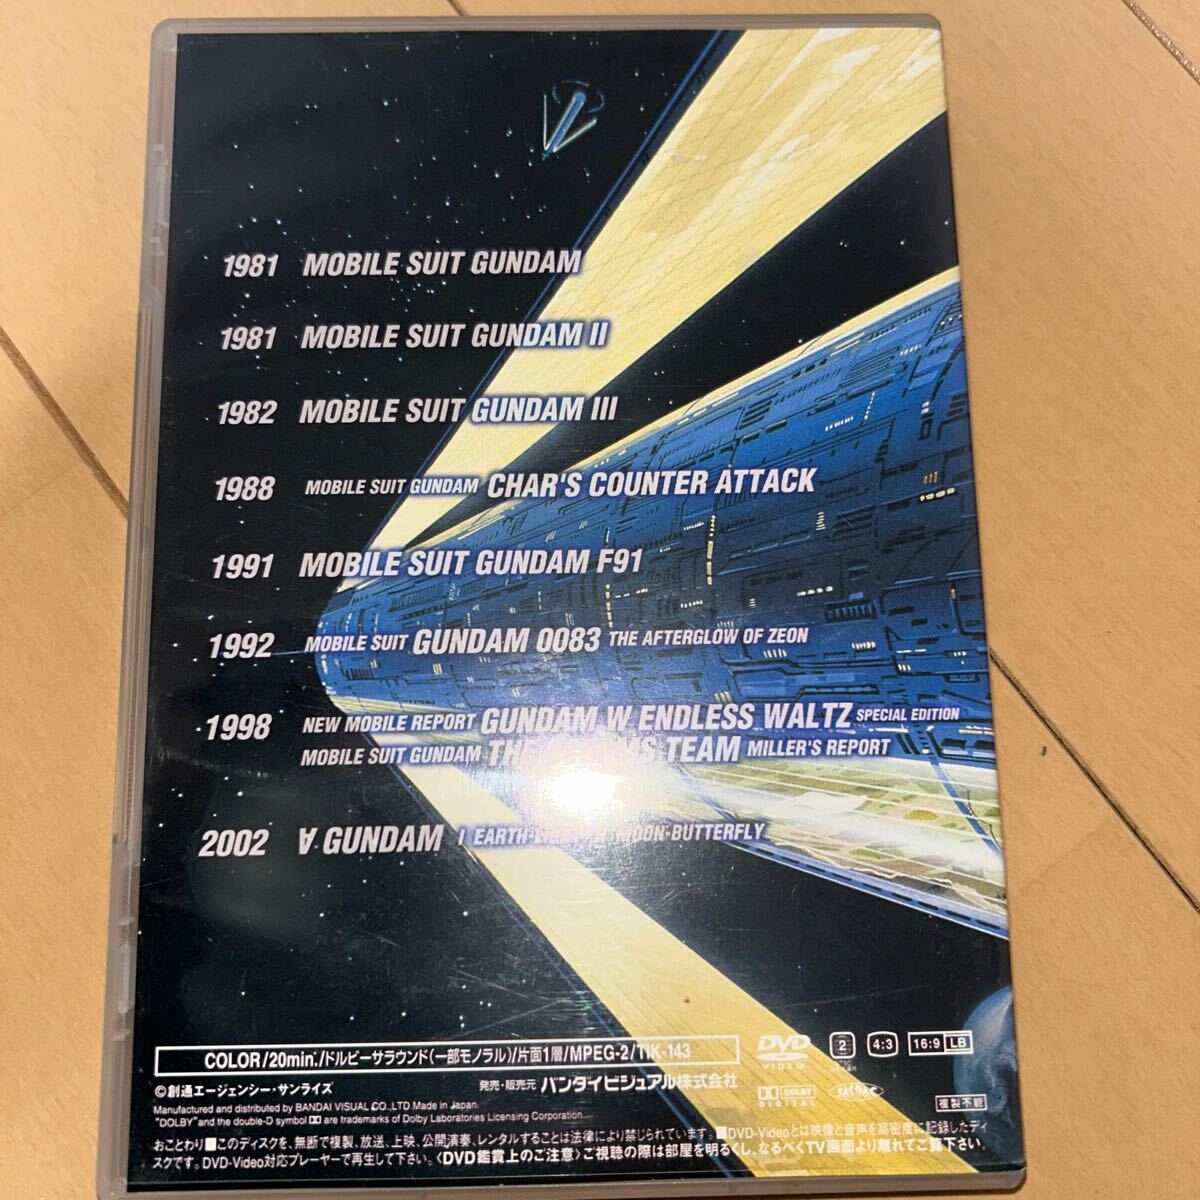 1981 MOBILE SUIT GUNDAM
1981 MOBILE SUIT GUNDAM II
1982 MOBILE SUIT GUNDAM III
1988 MOBILE SUIT GUNDAM CHAR'S COUNTER ATTACK
1991 MOBILE SUIT GUNDAM F91
1992 MOBILE SUIT GUNDAM 0083 THE AFTERGLOW OF ZEON
1998 NEW MOBILE REPORT GUNDAM W ENDLESS WALTZ SPECIAL EDITION
MOBILE SUIT GUNDAM TEAM MILLER'S REPORT
2002 ∀ GUNDAM I EARTH MOON·BUTTERFLY
COLOR/20min./ドルビーサラウンド(一部モノラル)/片面1層/MPEG-2/TIK-143
DVD VIDEO
2
4:3
16:9 LB
©創通エージェンシー・サンライズ
発売・販売元 バンダイビジュアル株式会社
DOLBY DIGITAL
複製不能
Manufactured and distributed by BANDAI VISUAL CO.,LTD. Made in Japan.
"DOLBY" and the double-D symbol are trademarks of Dolby Laboratories Licensing Corporation.
おことわり■このディスクを、無断で複製、放送、上映、公開演奏、レンタルすることは法律により禁じられています。■DVD-Videoとは映像と音声を高密度に記録したディ
スクです。DVD-Video対応プレーヤーで再生して下さい。〈DVD鑑賞上のご注意〉ご視聴の際は部屋を明るくし、なるべくTV画面より離れてご覧下さい。